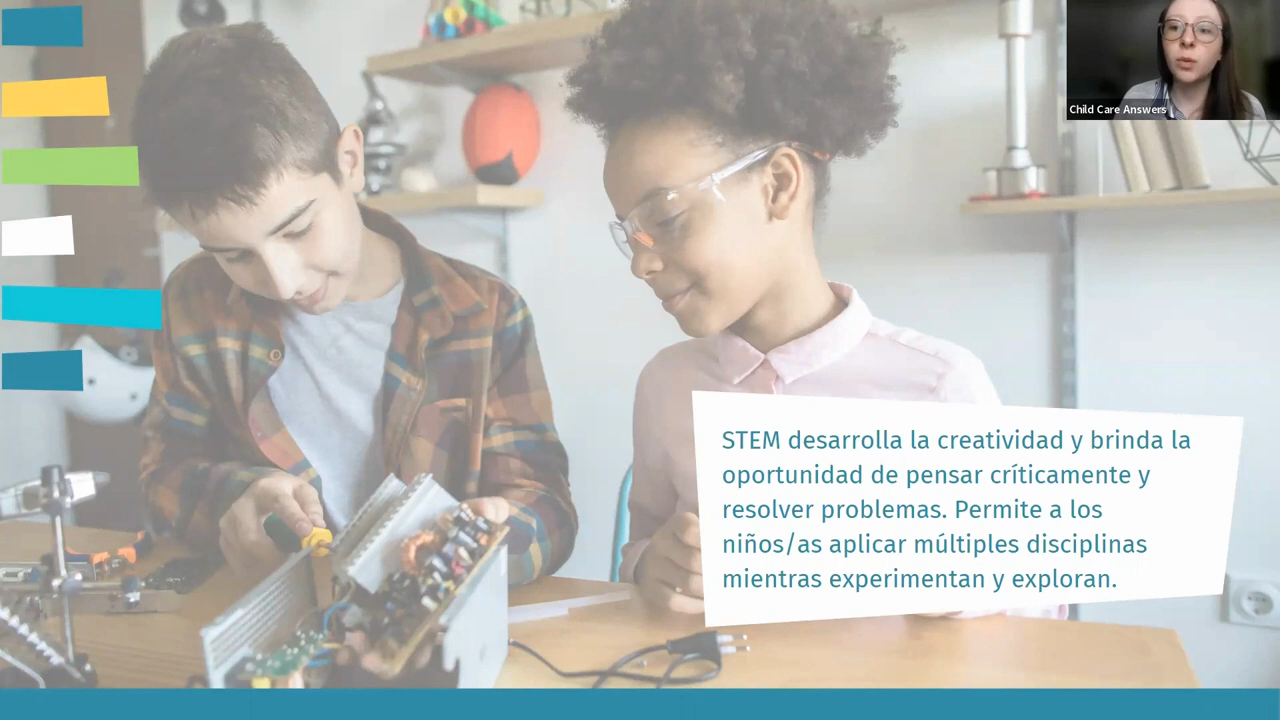 Child Care Answers
STEM desarrolla la creatividad y brinda la
oportunidad de pensar críticamente y
resolver problemas. Permite a los
niños/as aplicar múltiples disciplinas
mientras experimentan y exploran.